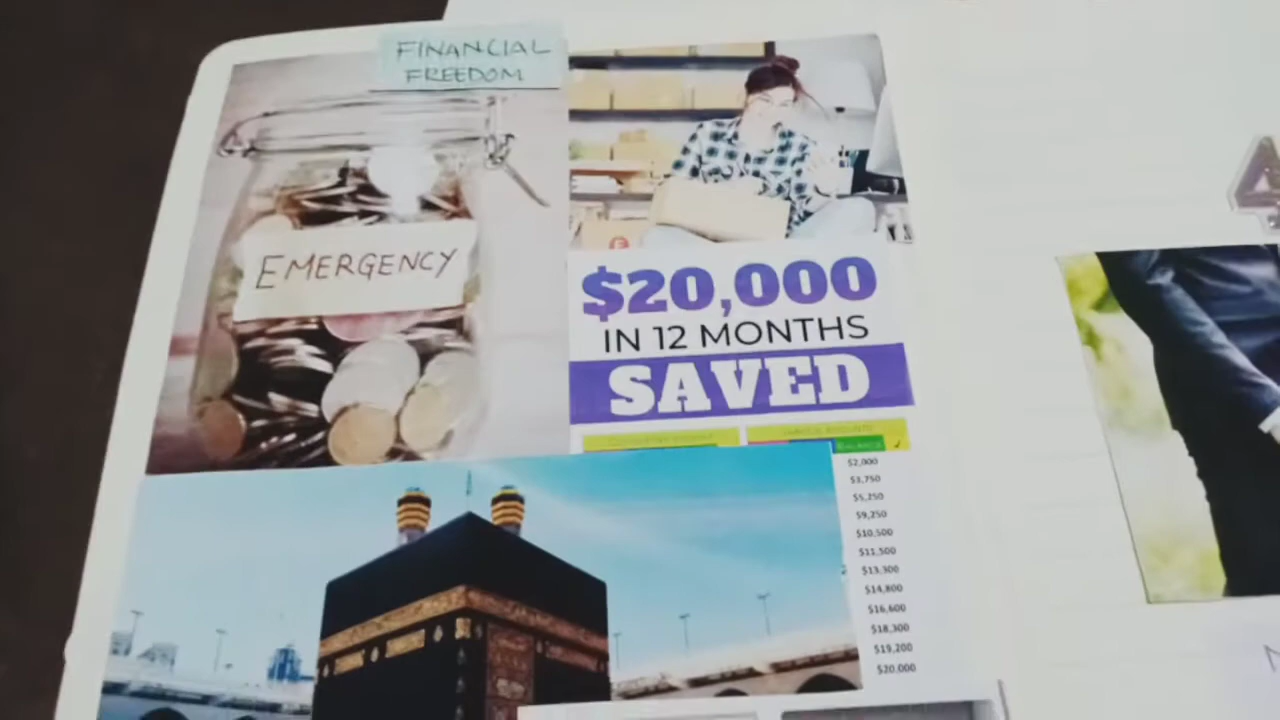 FINANCIAL
FREEDOM
EMERGENCY
$20,000
IN 12 MONTHS
SAVED
BALANCE
$2,000
$3,750
$5,250
$9,250
$10,500
$11,500
$13,300
$14,800
$16,600
$18,300
$19,200
$20,000